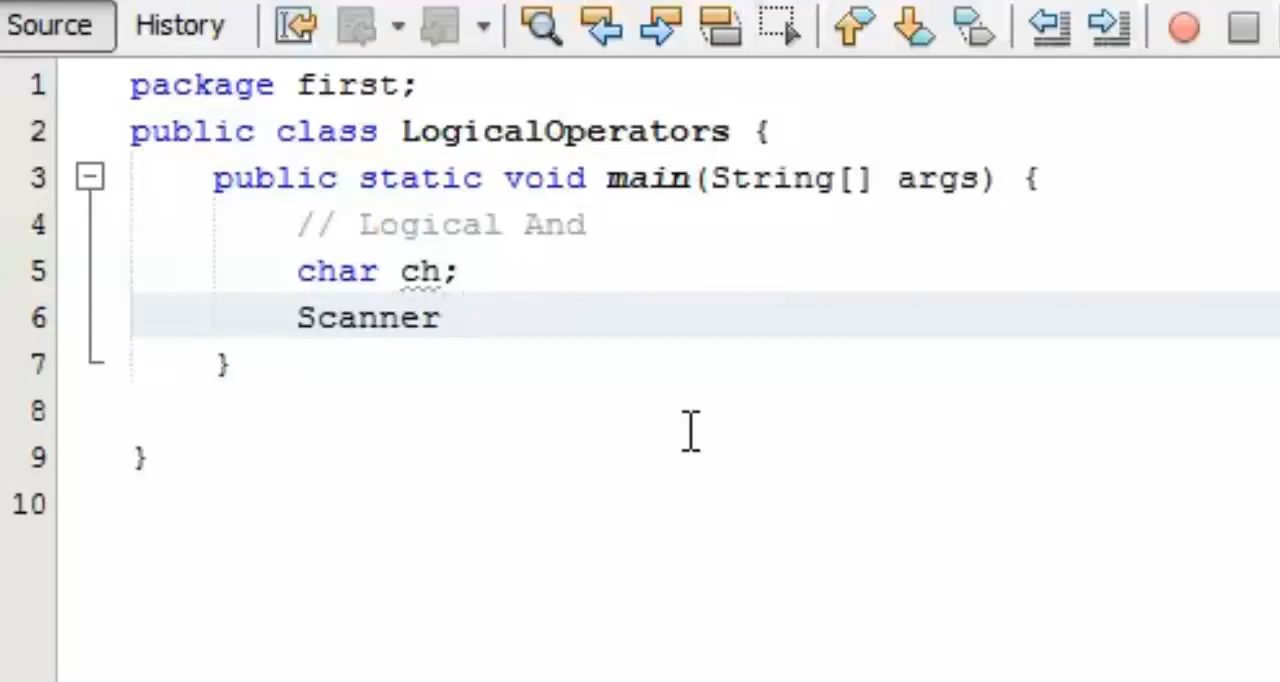 Source History
1 package first;
2 public class LogicalOperators {
3 public static void main(String[] args) {
4 // Logical And
5 char ch;
6 Scanner
7 }
8
9 }
10